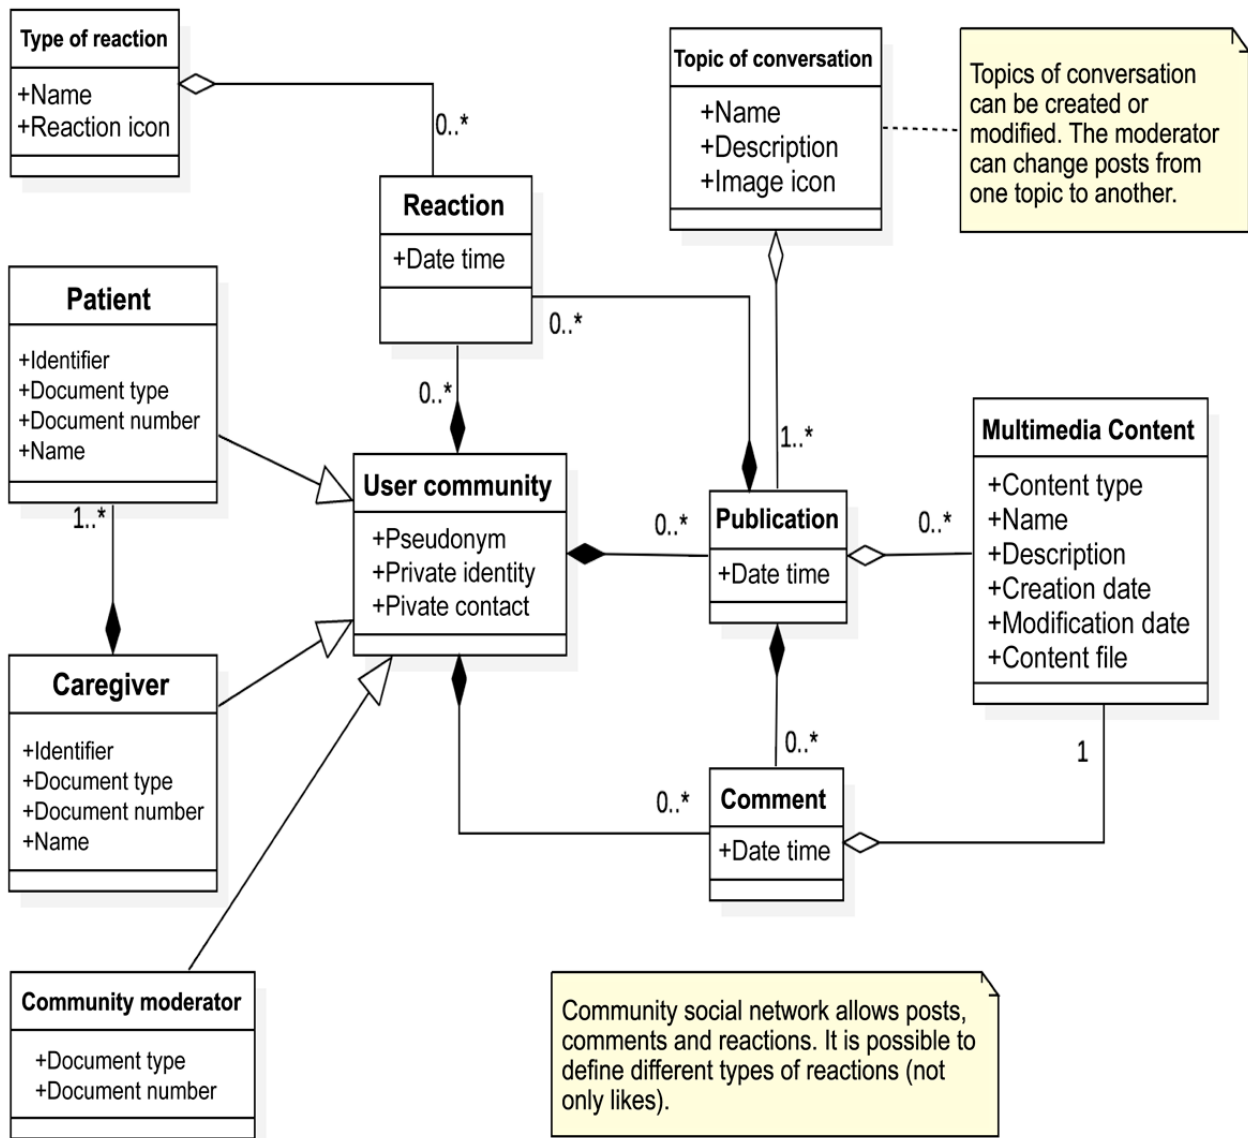 Type of reaction
+Name
+Reaction icon
0..*
Reaction
+Date time
0..*
0..*
Topic of conversation
+Name
+Description
+Image icon
1..*
Topics of conversation
can be created or
modified. The moderator
can change posts from
one topic to another.
Patient
+Identifier
+Document type
+Document number
+Name
1..*
User community
+Pseudonym
+Private identity
+Pivate contact
0..*
Publication
+Date time
0..*
Multimedia Content
+Content type
+Name
+Description
+Creation date
+Modification date
+Content file
1
Caregiver
+Identifier
+Document type
+Document number
+Name
0..*
0..*
Comment
+Date time
Community moderator
+Document type
+Document number
Community social network allows posts,
comments and reactions. It is possible to
define different types of reactions (not
only likes).